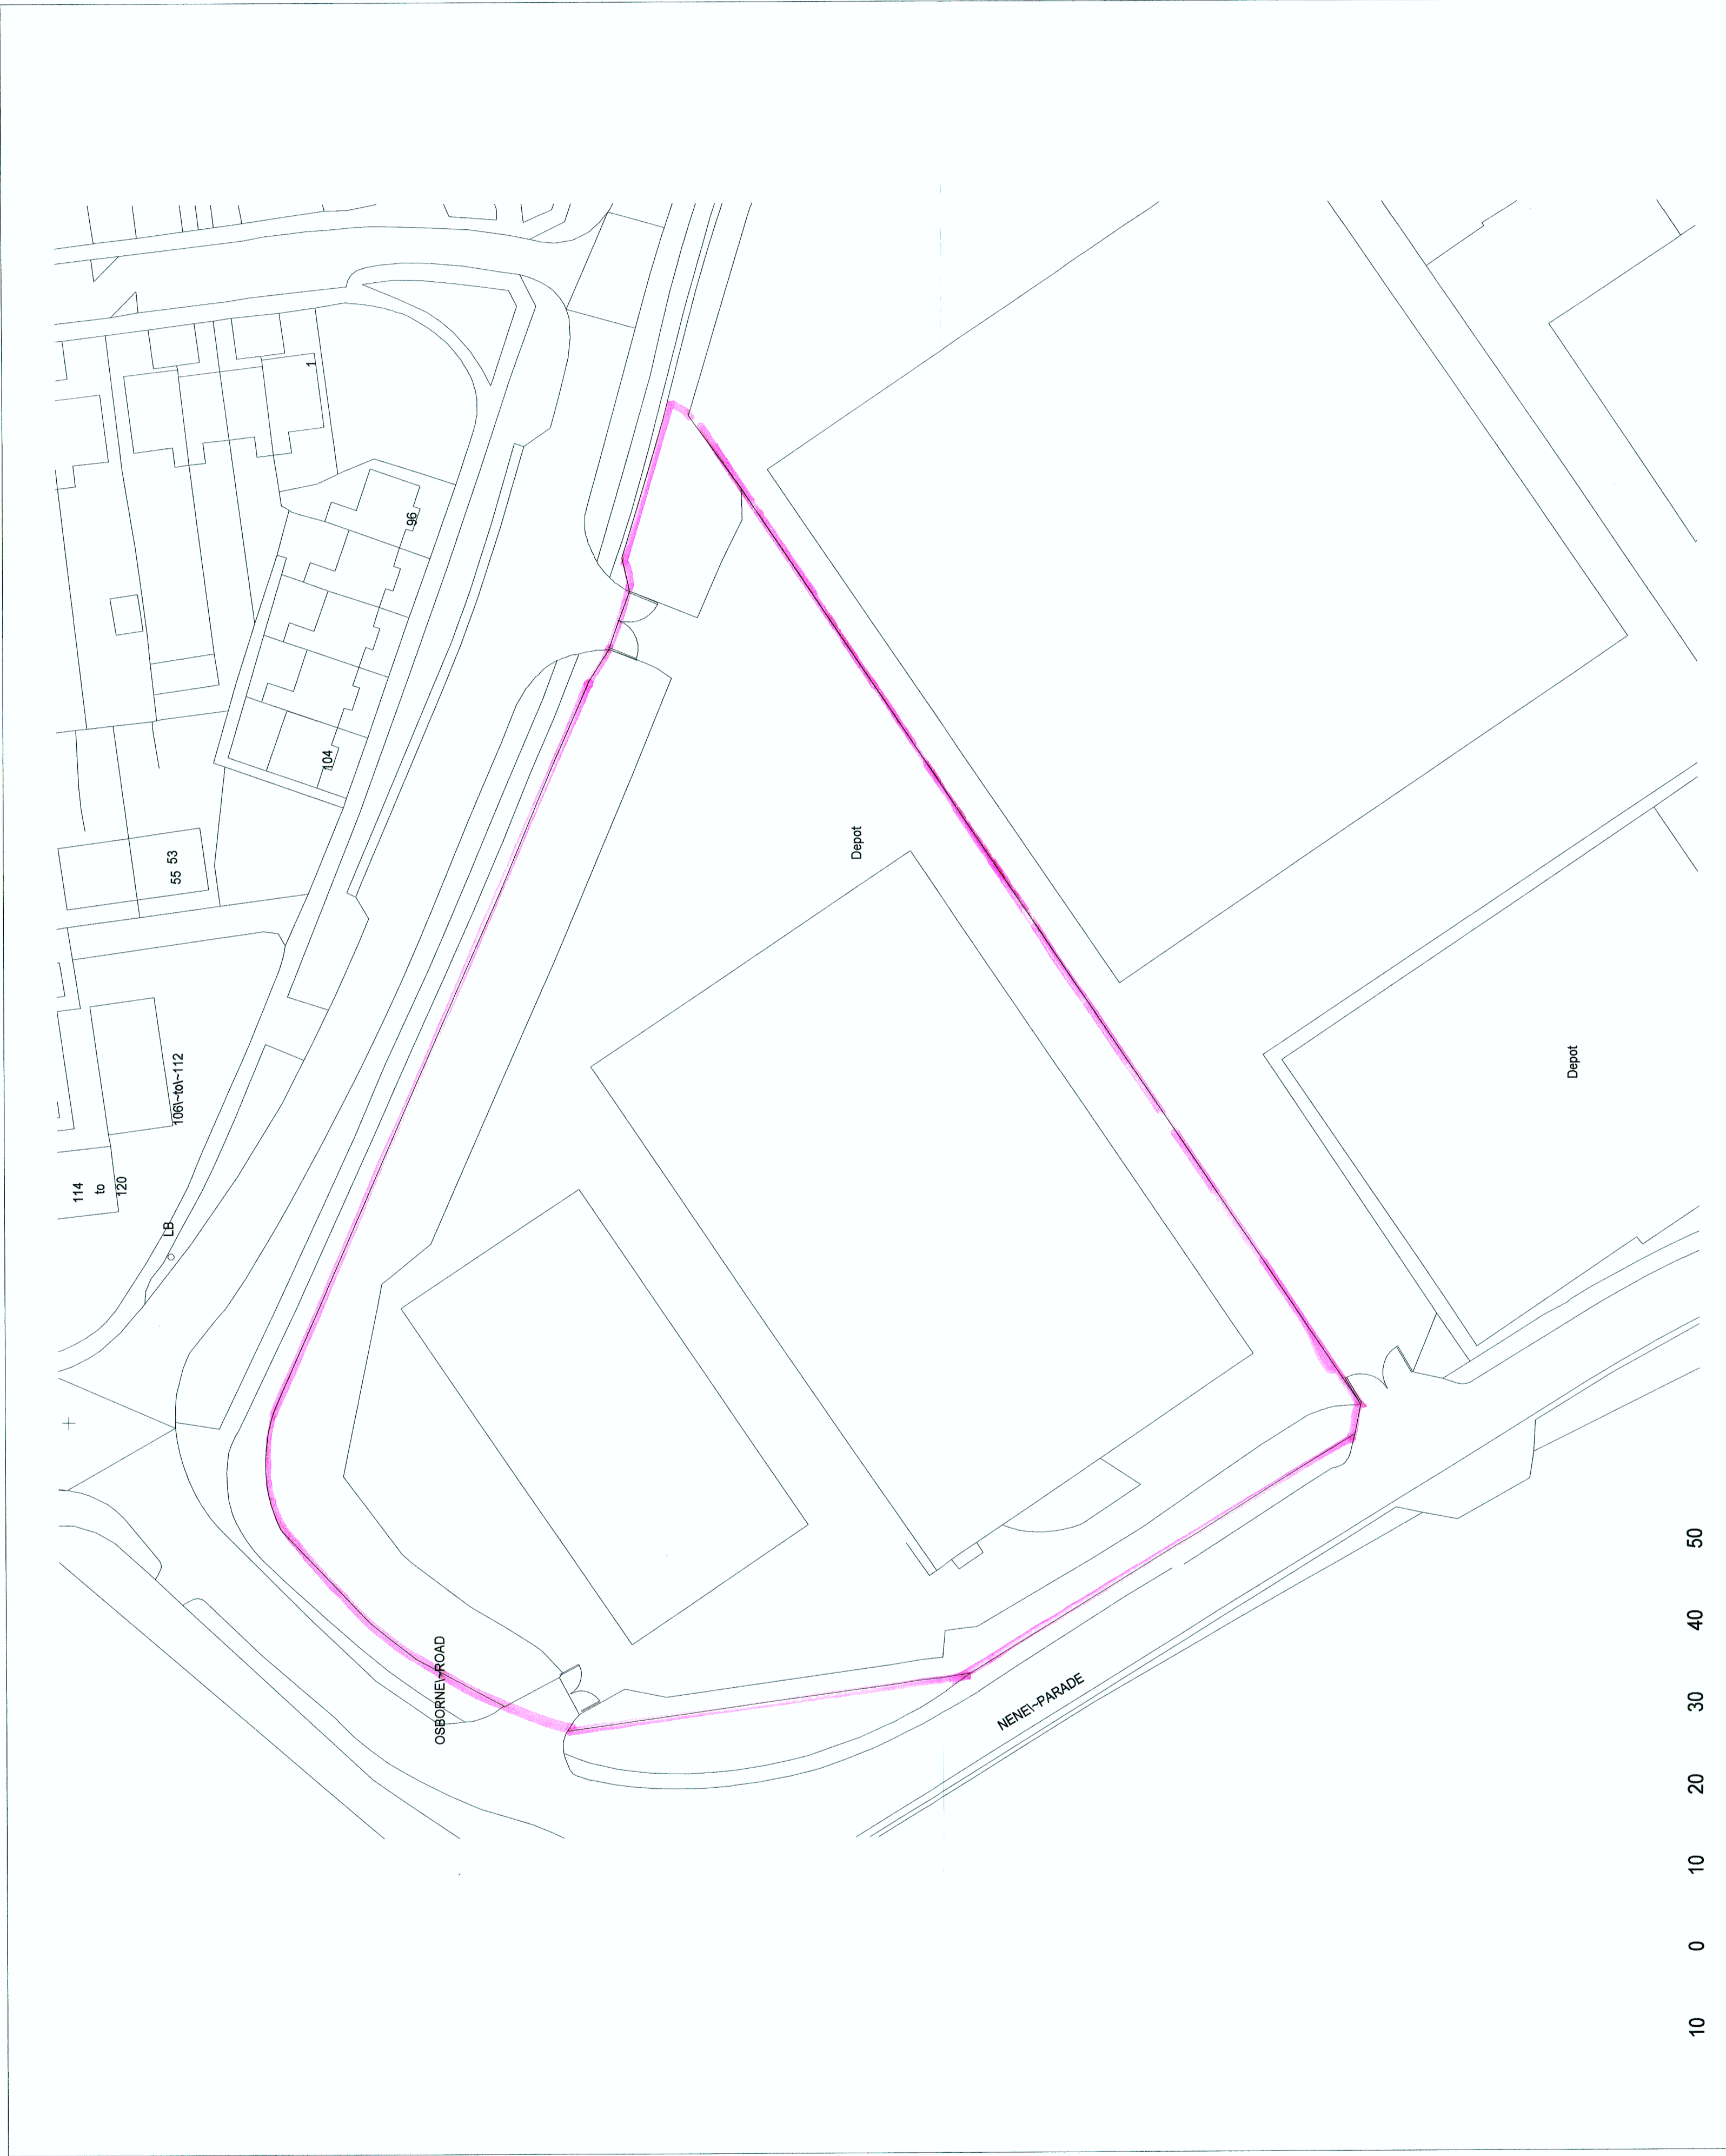 1
96
104
55 53
106\~to\~112
114
to
120
LB
Depot
Depot
OSBORNE\~ROAD
NENE\~PARADE
10 0 10 20 30 40 50